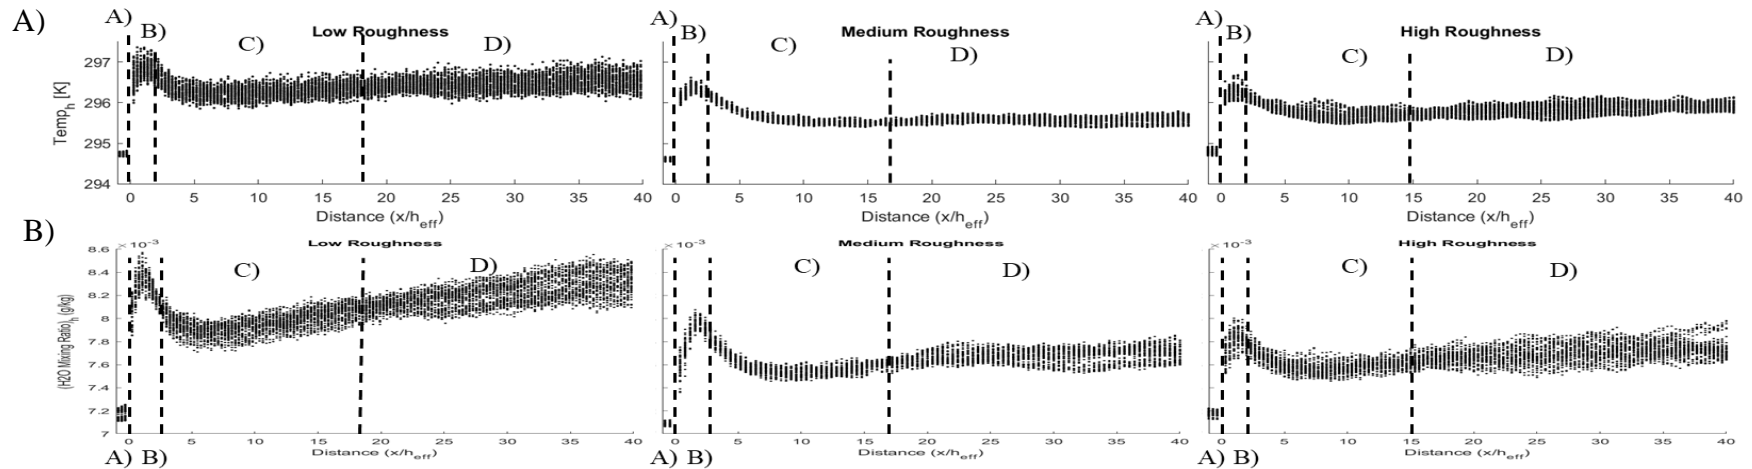 A)
A) B) C) Low Roughness D)
A) B) C) Medium Roughness D)
A) B) C) High Roughness D)
Temp_h [K]
297
296
295
294
0 5 10 15 20 25 30 35 40
Distance (x/h_eff)
0 5 10 15 20 25 30 35 40
Distance (x/h_eff)
0 5 10 15 20 25 30 35 40
Distance (x/h_eff)
B)
×10⁻³ Low Roughness
×10⁻³ Medium Roughness
×10⁻³ High Roughness
C) D)
C) D)
C) D)
(H2O Mixing Ratio)_h (g/kg)
8.6
8.4
8.2
8
7.8
7.6
7.4
7.2
7
0 5 10 15 20 25 30 35 40
Distance (x/h_eff)
A) B)
0 5 10 15 20 25 30 35 40
Distance (x/h_eff)
A) B)
0 5 10 15 20 25 30 35 40
Distance (x/h_eff)
A) B)